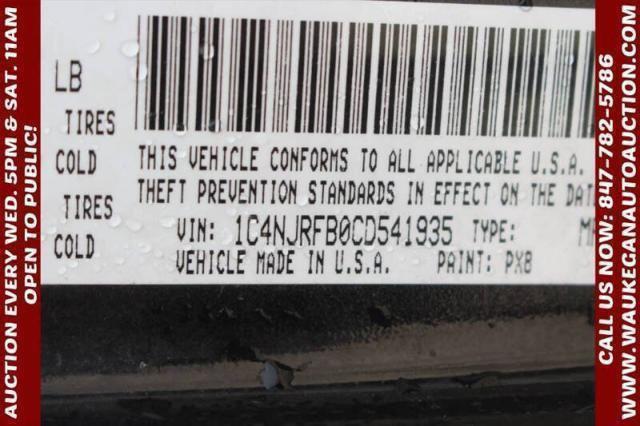 AUCTION EVERY WED. 5PM & SAT. 11AM
OPEN TO PUBLIC!
LB
TIRES
COLD
TIRES
COLD
THIS VEHICLE CONFORMS TO ALL APPLICABLE U.S.A.
THEFT PREVENTION STANDARDS IN EFFECT ON THE DAT
VIN: 1C4NJRFB0CD541935 TYPE:
VEHICLE MADE IN U.S.A. PAINT: PX8
CALL US NOW: 847-782-5786
WWW.WAUKEGANAUTOAUCTION.COM